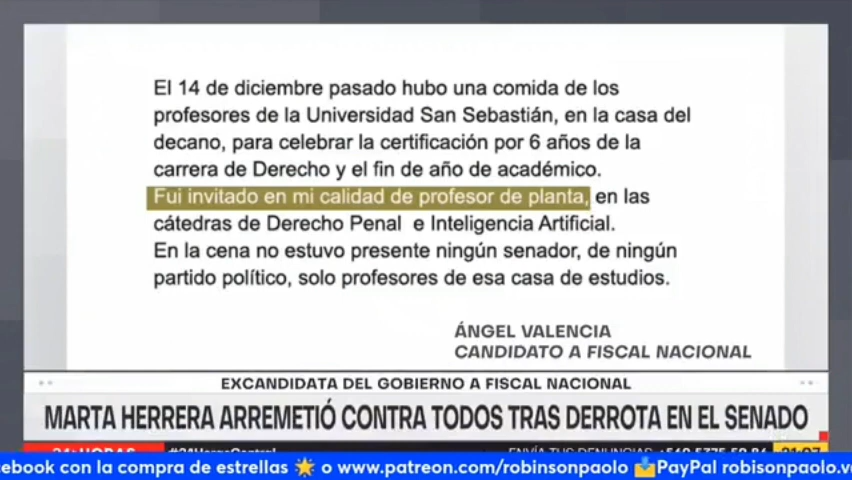 El 14 de diciembre pasado hubo una comida de los
profesores de la Universidad San Sebastián, en la casa del
decano, para celebrar la certificación por 6 años de la
carrera de Derecho y el fin de año de académico.
Fui invitado en mi calidad de profesor de planta, en las
cátedras de Derecho Penal e Inteligencia Artificial.
En la cena no estuvo presente ningún senador, de ningún
partido político, solo profesores de esa casa de estudios.
ÁNGEL VALENCIA
CANDIDATO A FISCAL NACIONAL
EXCANDIDATA DEL GOBIERNO A FISCAL NACIONAL
MARTA HERRERA ARREMETIÓ CONTRA TODOS TRAS DERROTA EN EL SENADO
cebook con la compra de estrellas 🌟 o www.patreon.com/robinsonpaolo PayPal robisonpaolo.v